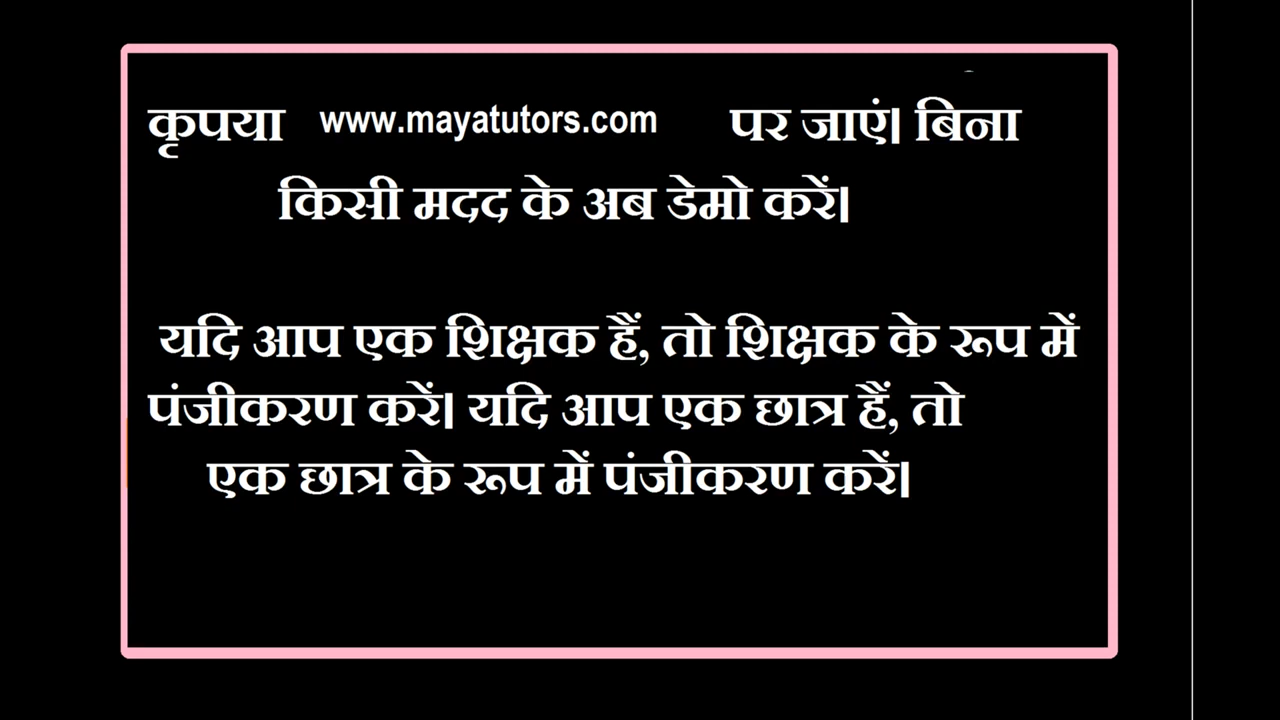 कृपया www.mayatutors.com पर जाएं। बिना
किसी मदद के अब डेमो करें।
यदि आप एक शिक्षक हैं, तो शिक्षक के रूप में
पंजीकरण करें। यदि आप एक छात्र हैं, तो
एक छात्र के रूप में पंजीकरण करें।